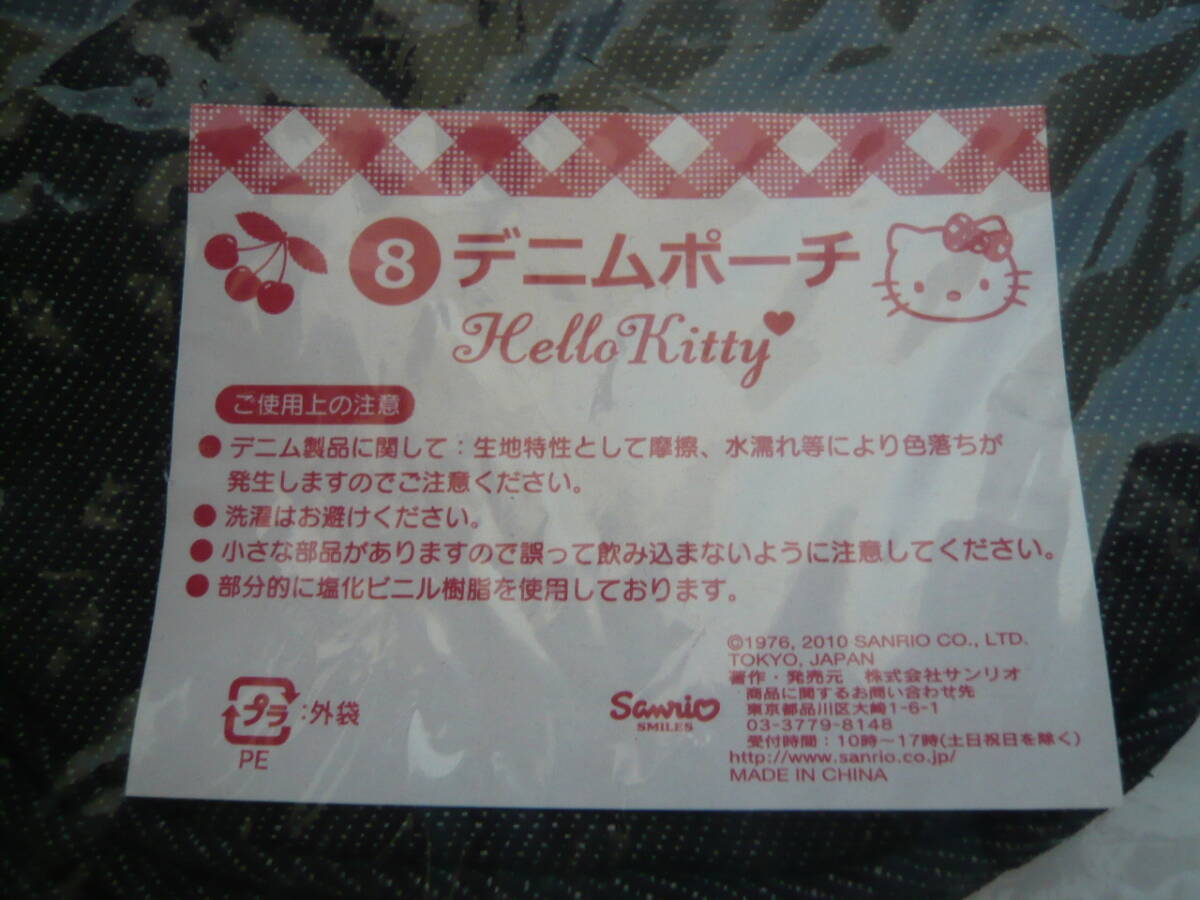 8 デニムポーチ
Hello Kitty
ご使用上の注意
● デニム製品に関して：生地特性として摩擦、水濡れ等により色落ちが
発生しますのでご注意ください。
● 洗濯はお避けください。
● 小さな部品がありますので誤って飲み込まないように注意してください。
● 部分的に塩化ビニル樹脂を使用しております。
プラ：外袋
PE
Sanrio
SMILES
©1976, 2010 SANRIO CO., LTD.
TOKYO, JAPAN
著作・発売元　株式会社サンリオ
商品に関するお問い合わせ先
東京都品川区大崎1-6-1
03-3779-8148
受付時間：10時～17時(土日祝日を除く)
http://www.sanrio.co.jp/
MADE IN CHINA